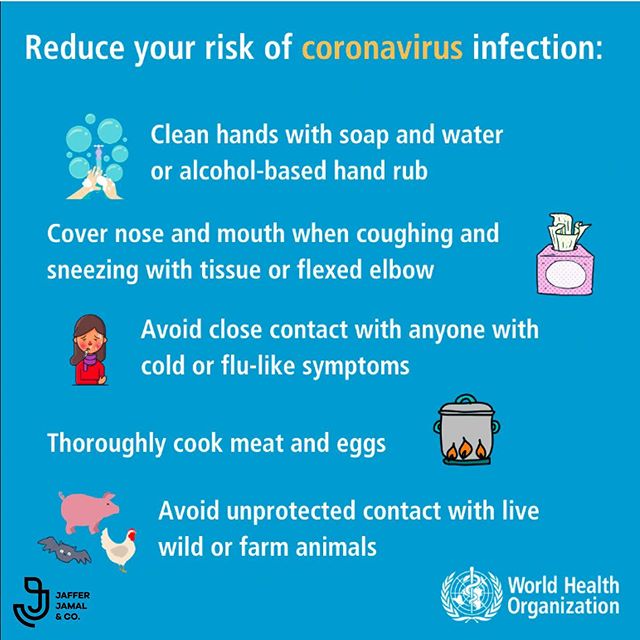 Reduce your risk of coronavirus infection:
Clean hands with soap and water
or alcohol-based hand rub
Cover nose and mouth when coughing and
sneezing with tissue or flexed elbow
Avoid close contact with anyone with
cold or flu-like symptoms
Thoroughly cook meat and eggs
Avoid unprotected contact with live
wild or farm animals
JAFFER
JAMAL
& CO.
World Health
Organization